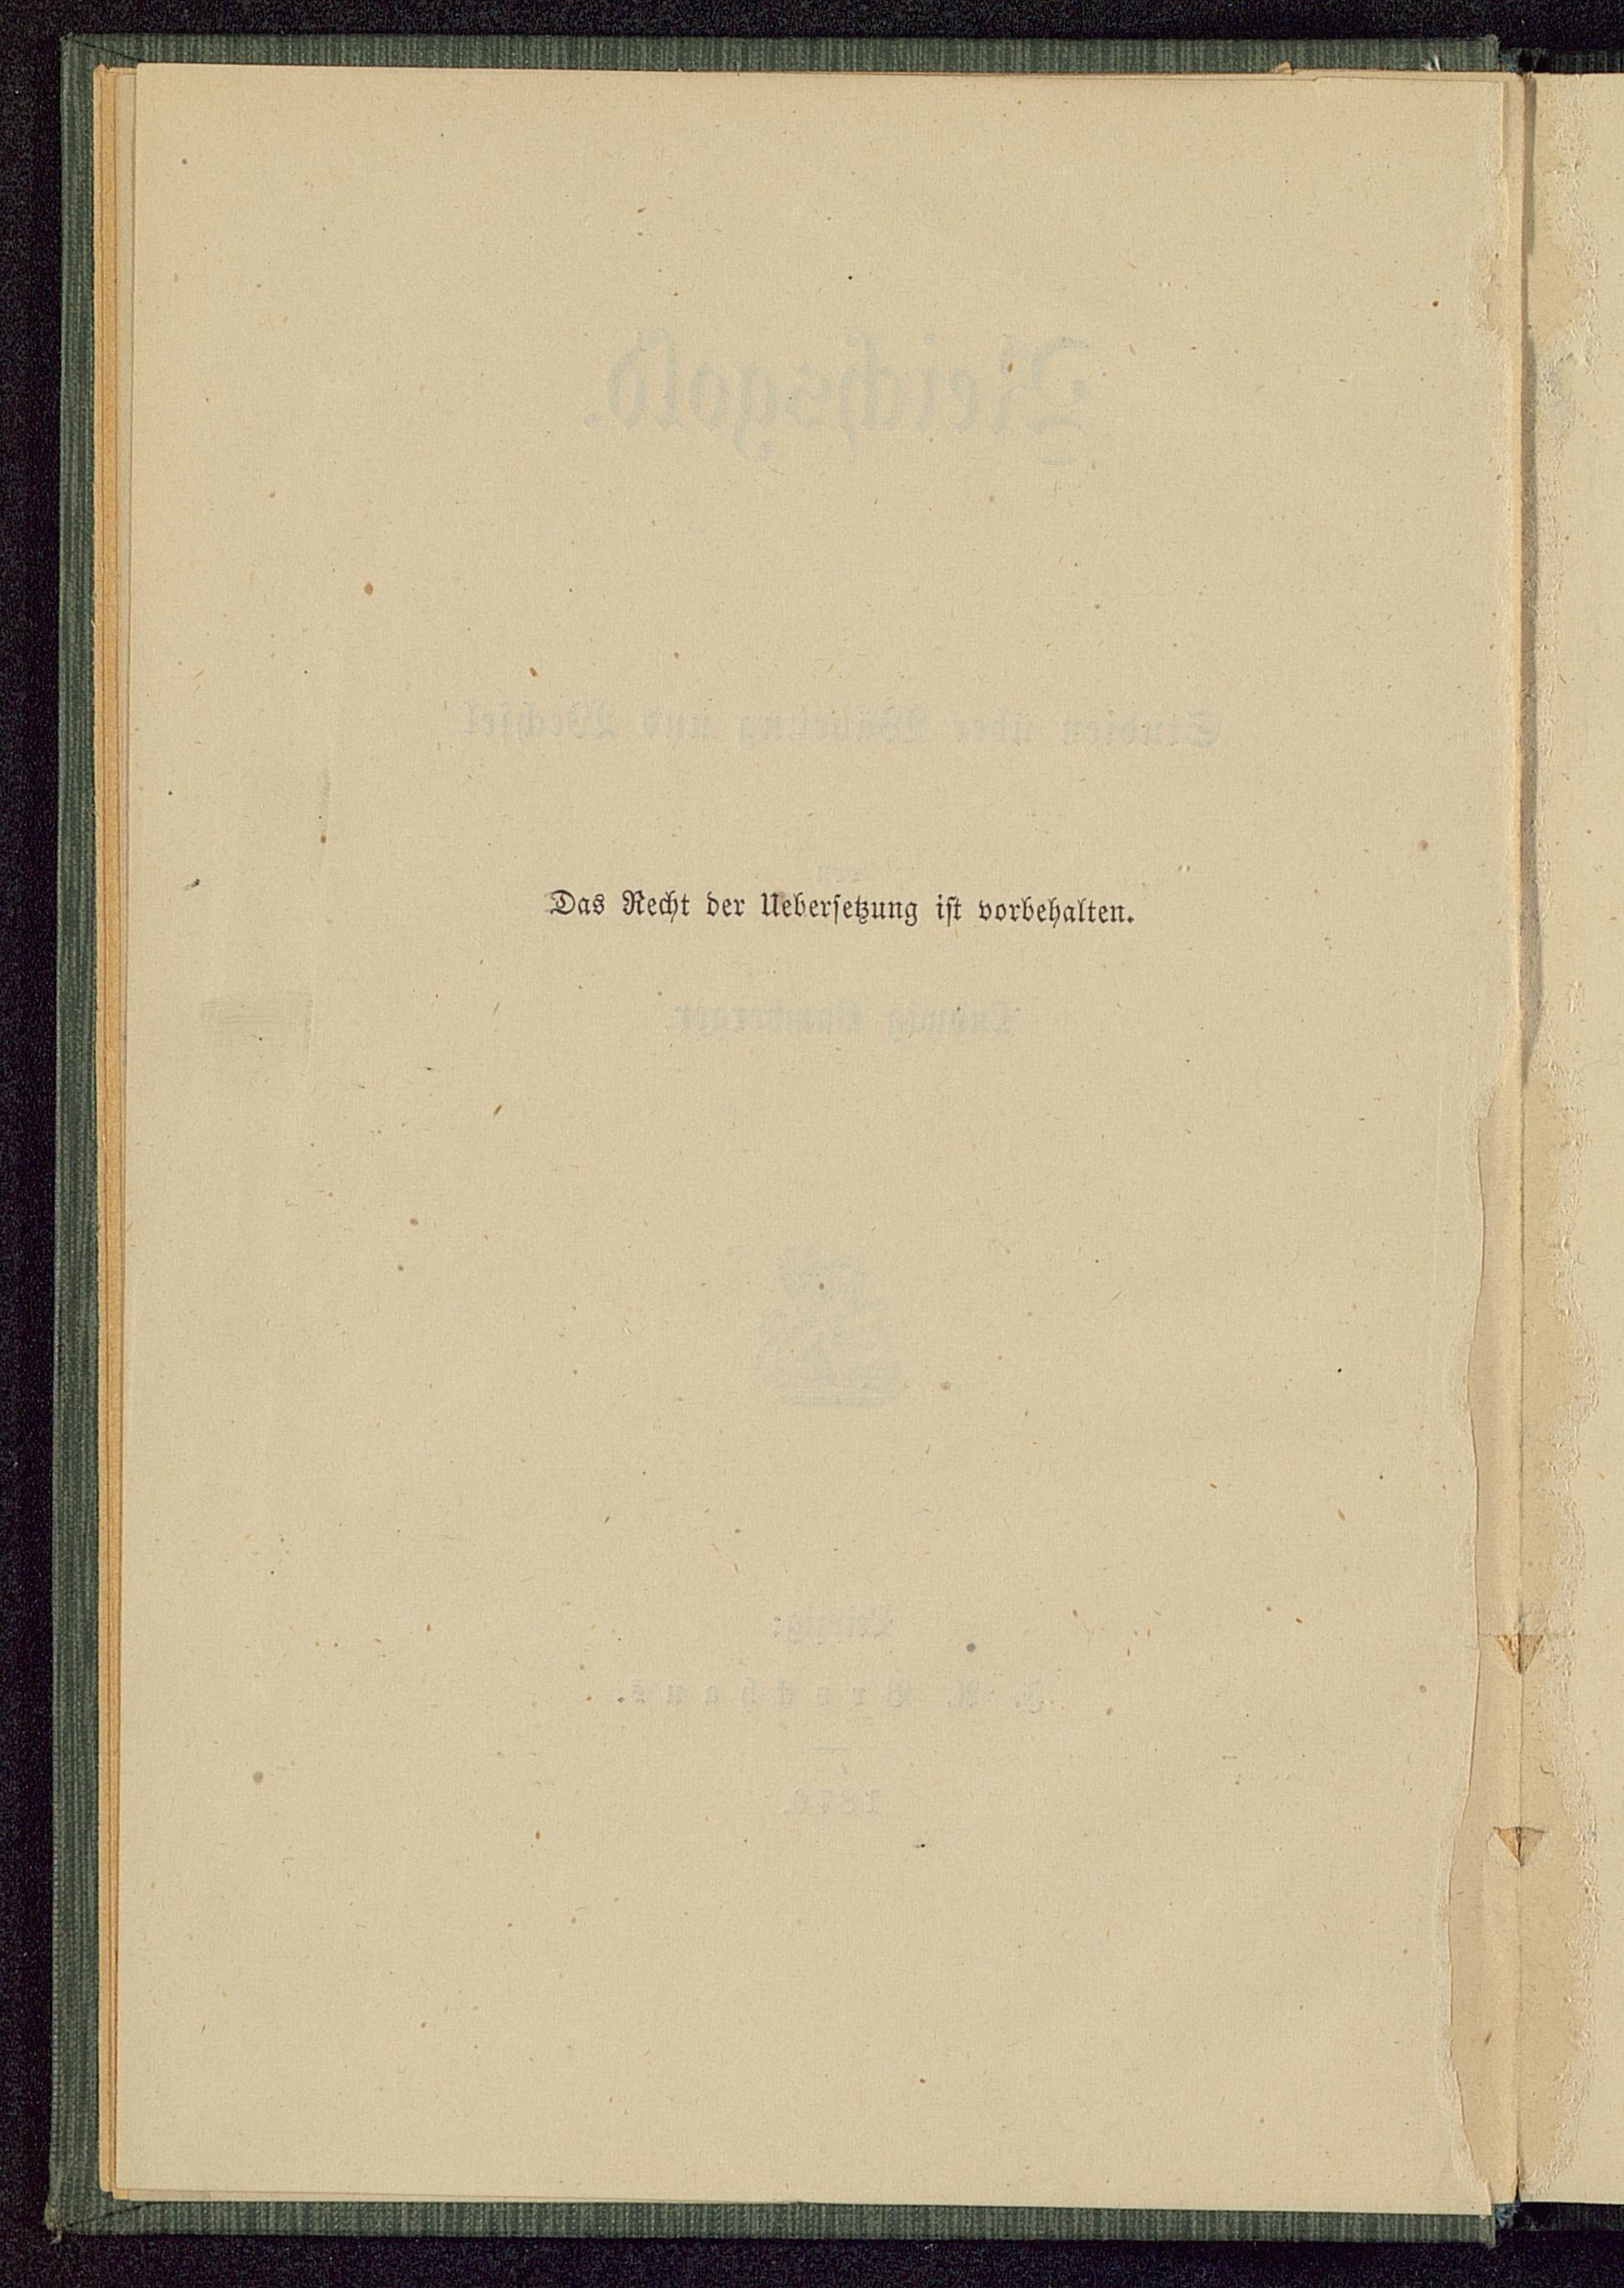 Das Recht der Uebersetzung ist vorbehalten.